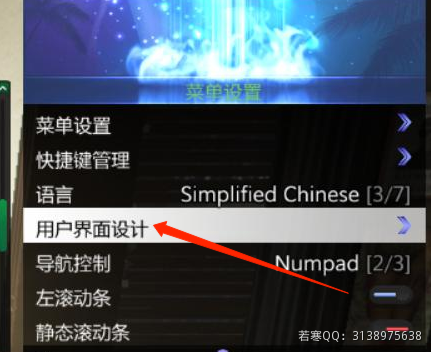 菜单设置
菜单设置
快捷键管理
语言 Simplified Chinese [3/7]
用户界面设计
导航控制 Numpad [2/3]
左滚动条
静态滚动条
若寒QQ：3138975638